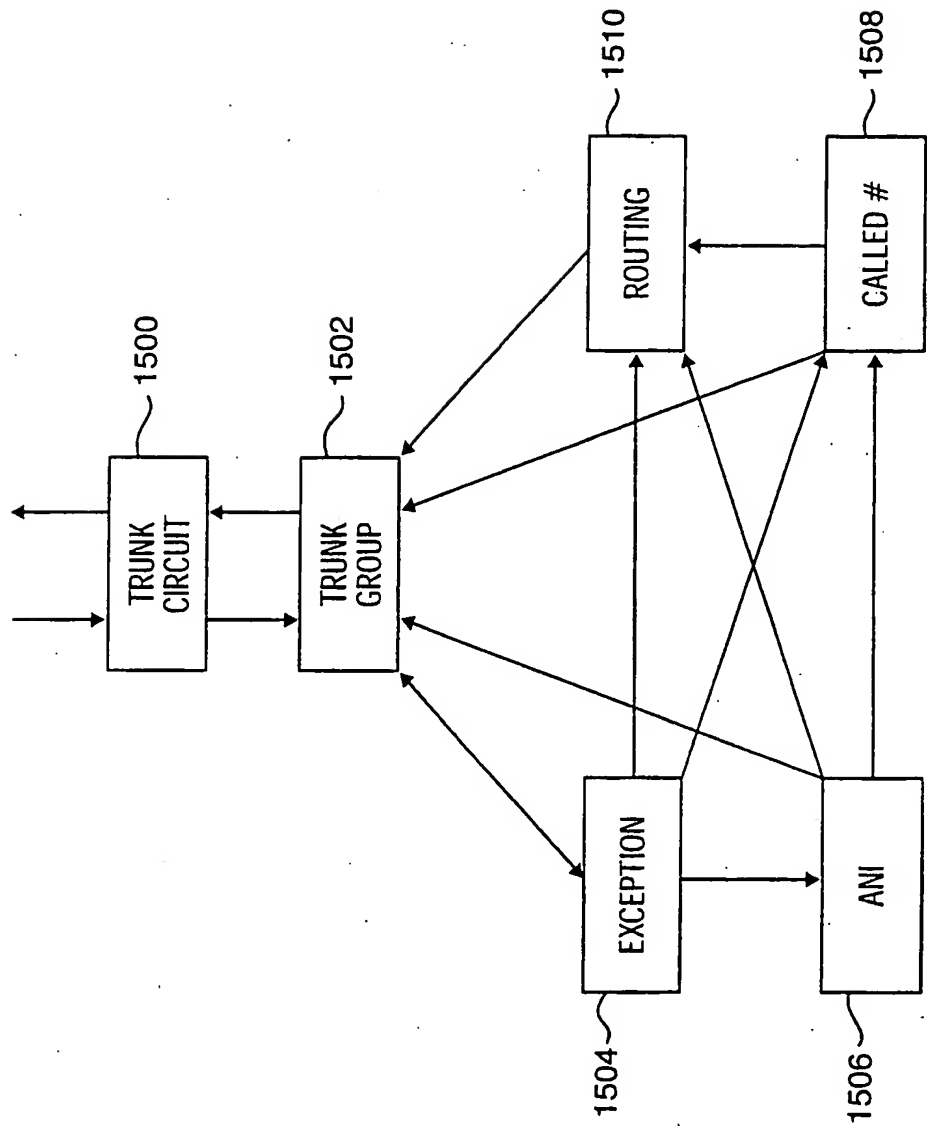 1500
TRUNK
CIRCUIT
1502
TRUNK
GROUP
1504
EXCEPTION
ROUTING
1510
1506
ANI
CALLED #
1508